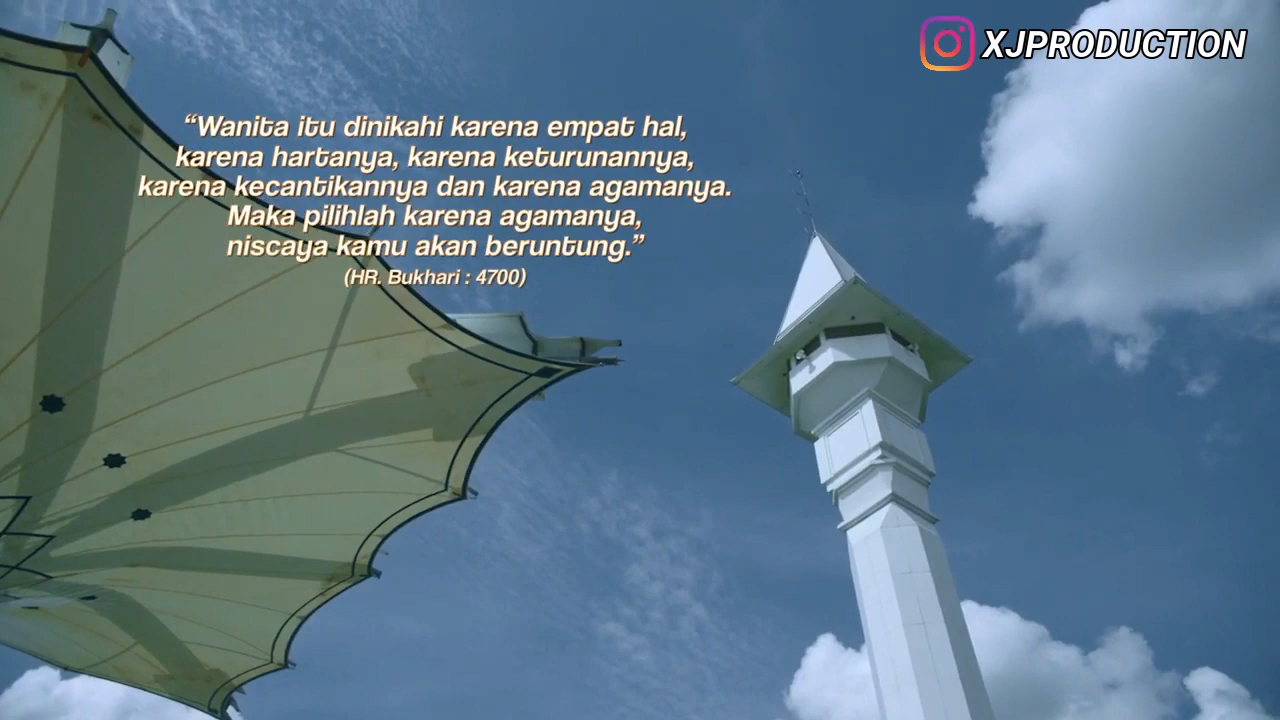 XJPRODUCTION
“Wanita itu dinikahi karena empat hal,
karena hartanya, karena keturunannya,
karena kecantikannya dan karena agamanya.
Maka pilihlah karena agamanya,
niscaya kamu akan beruntung.”
(HR. Bukhari : 4700)